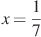 x = 1/7